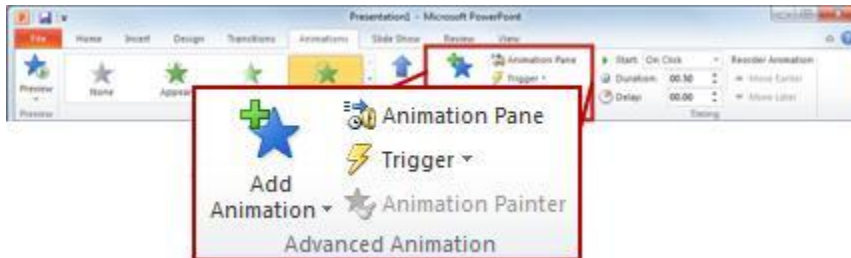 Presentation1 - Microsoft PowerPoint
File Home Insert Design Transitions Animations Slide Show Review View
Preview
None
Animation Pane
Trigger
Start: On Click
Duration: 00.50
Delay: 00.00
Reorder Animation
Move Earlier
Move Later
Preview
Timing
Add
Animation
Animation Pane
Trigger
Animation Painter
Advanced Animation